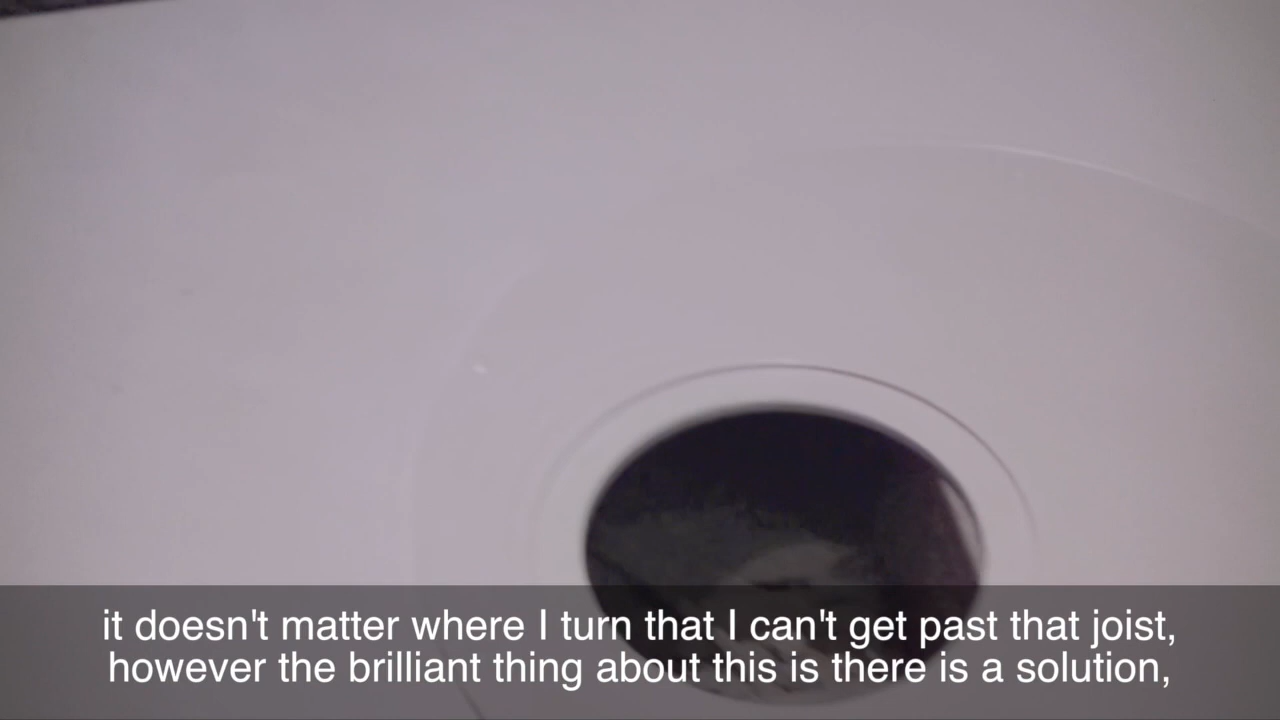 it doesn't matter where I turn that I can't get past that joist,
however the brilliant thing about this is there is a solution,